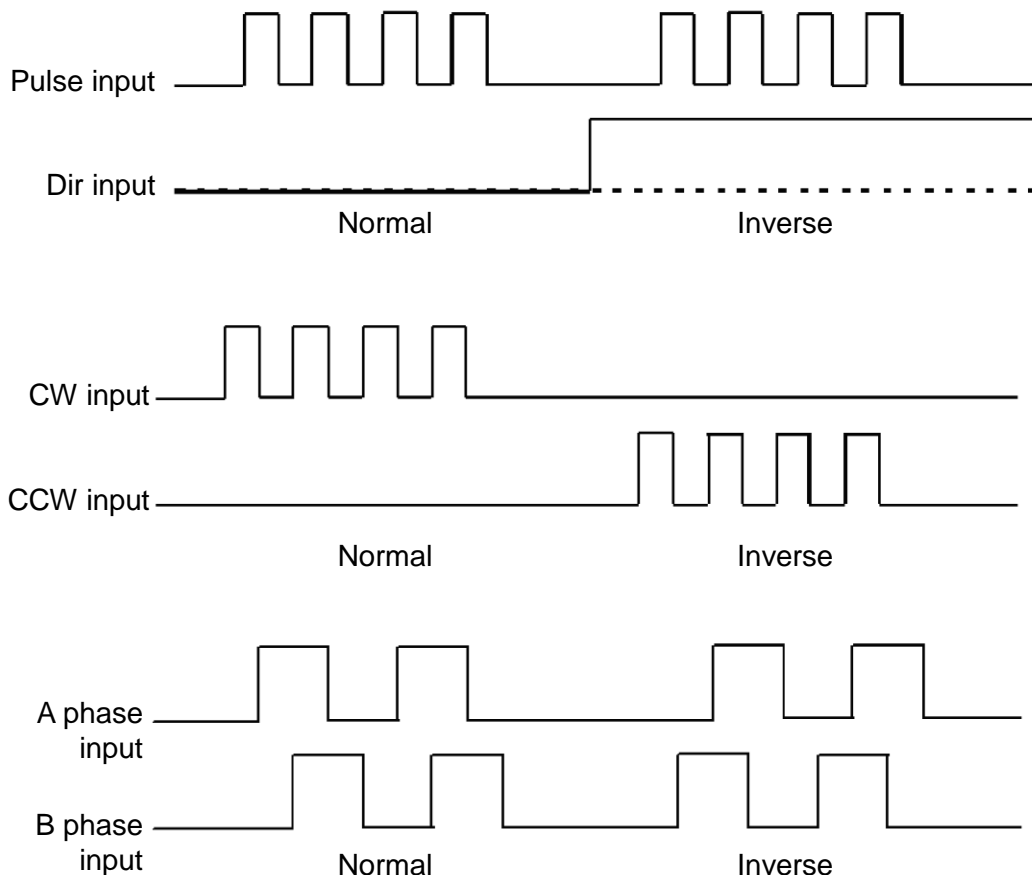 Pulse input
Dir input
Normal
Inverse
CW input
CCW input
Normal
Inverse
A phase
input
B phase
input
Normal
Inverse